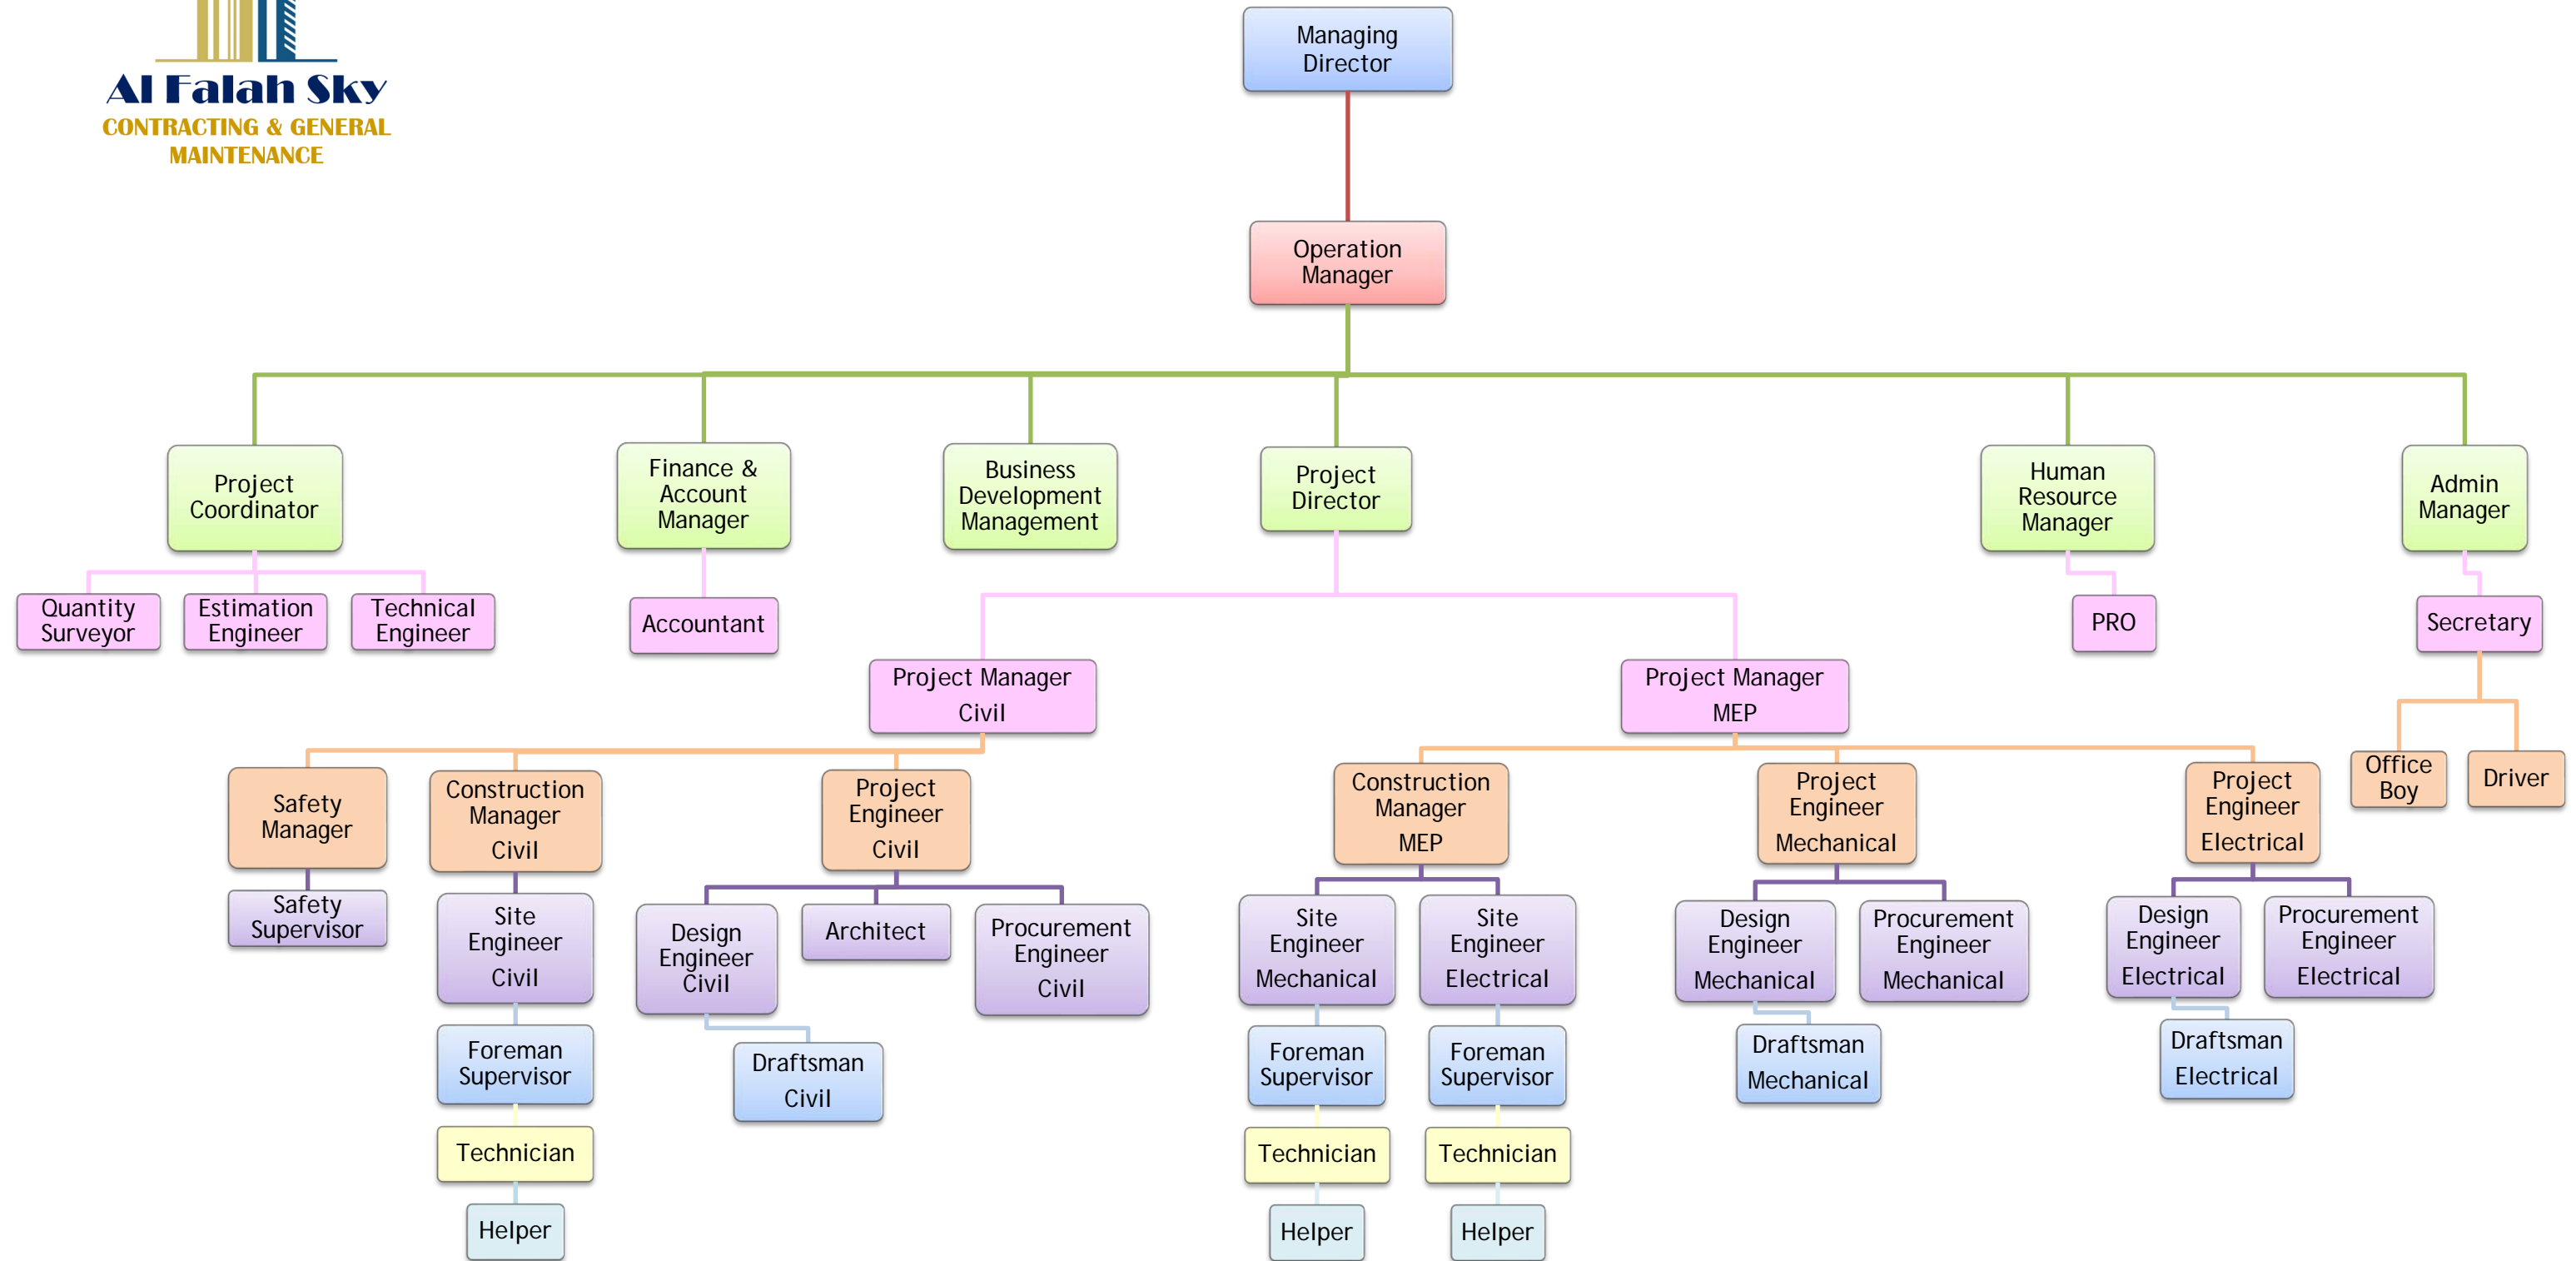 Al Falah Sky
CONTRACTING & GENERAL
MAINTENANCE
Managing
Director
Operation
Manager
Project
Coordinator
Finance &
Account
Manager
Business
Development
Management
Project
Director
Human
Resource
Manager
Admin
Manager
Quantity
Surveyor
Estimation
Engineer
Technical
Engineer
Accountant
PRO
Secretary
Project Manager
Civil
Project Manager
MEP
Safety
Manager
Construction
Manager
Civil
Project
Engineer
Civil
Construction
Manager
MEP
Project
Engineer
Mechanical
Project
Engineer
Electrical
Office
Boy
Driver
Safety
Supervisor
Site
Engineer
Civil
Design
Engineer
Civil
Architect
Procurement
Engineer
Civil
Site
Engineer
Mechanical
Site
Engineer
Electrical
Design
Engineer
Mechanical
Procurement
Engineer
Mechanical
Design
Engineer
Electrical
Procurement
Engineer
Electrical
Foreman
Supervisor
Draftsman
Civil
Foreman
Supervisor
Foreman
Supervisor
Draftsman
Mechanical
Draftsman
Electrical
Technician
Technician
Technician
Helper
Helper
Helper